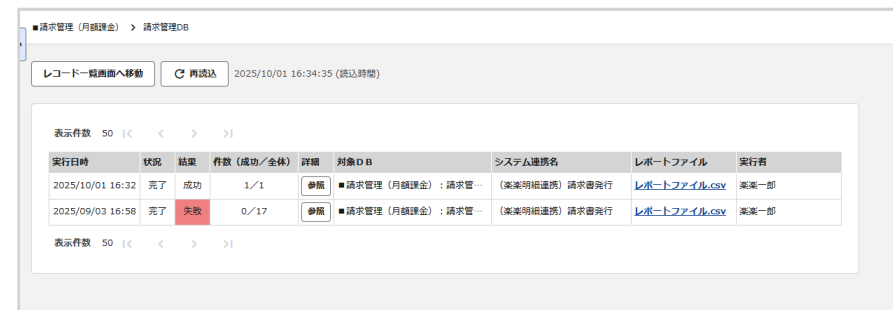 ■請求管理（月額課金） > 請求管理DB
レコード一覧画面へ移動 再読込 2025/10/01 16:34:35 (読込時間)
表示件数 50
実行日時 状況 結果 件数（成功／全体） 詳細 対象ＤＢ システム連携名 レポートファイル 実行者
2025/10/01 16:32 完了 成功 1／1 参照 ■請求管理（月額課金）：請求管… （楽楽明細連携）請求書発行 レポートファイル.csv 楽楽一郎
2025/09/03 16:58 完了 失敗 0／17 参照 ■請求管理（月額課金）：請求管… （楽楽明細連携）請求書発行 レポートファイル.csv 楽楽一郎
表示件数 50